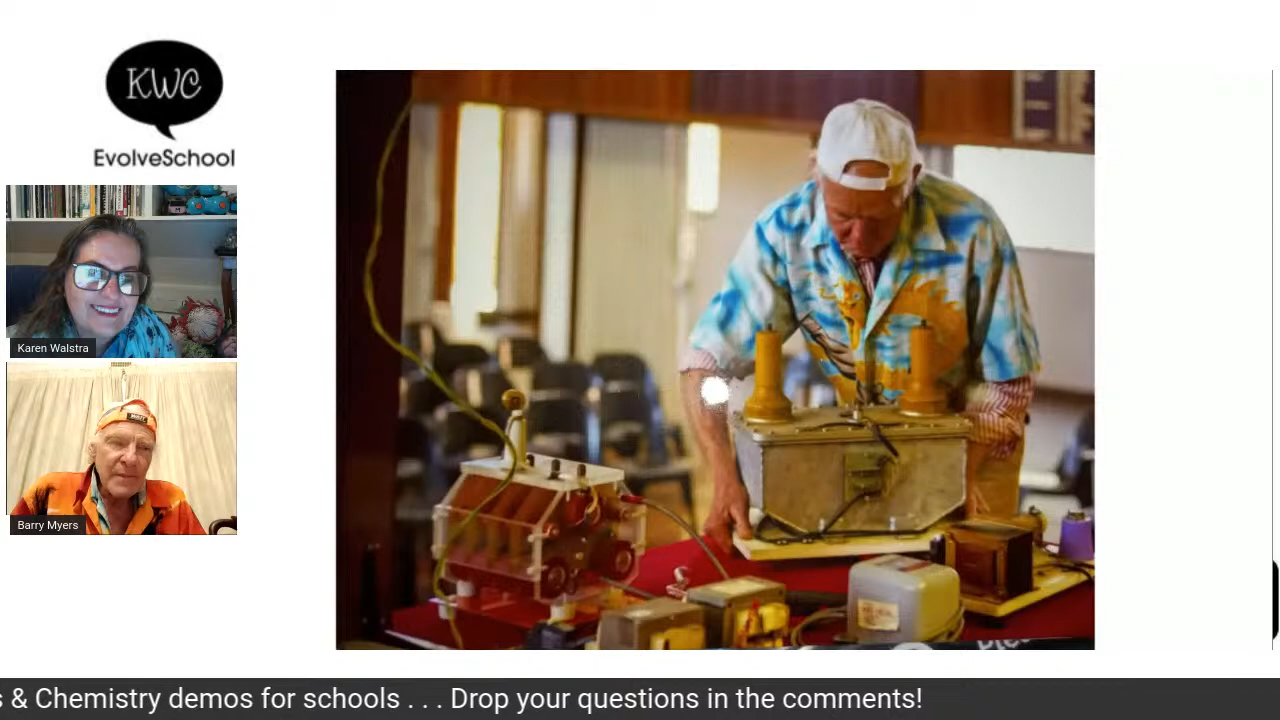 KWC
EvolveSchool
Karen Walstra
Barry Myers
s & Chemistry demos for schools . . . Drop your questions in the comments!